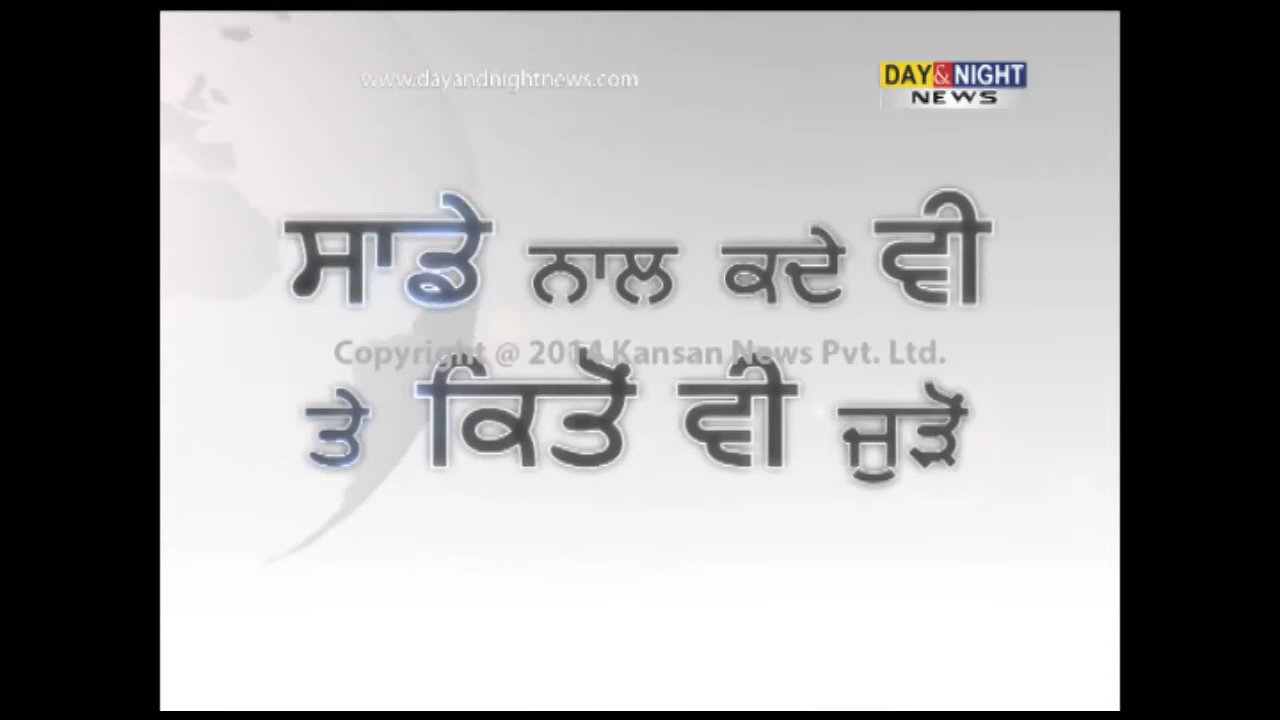 www.dayandnightnews.com
DAY&NIGHT
NEWS
ਸਾਡੇ ਨਾਲ ਕਦੇ ਵੀ
Copyright @ 2014 Kansan News Pvt. Ltd.
ਤੇ ਕਿਤੋਂ ਵੀ ਜੁੜੋਂ